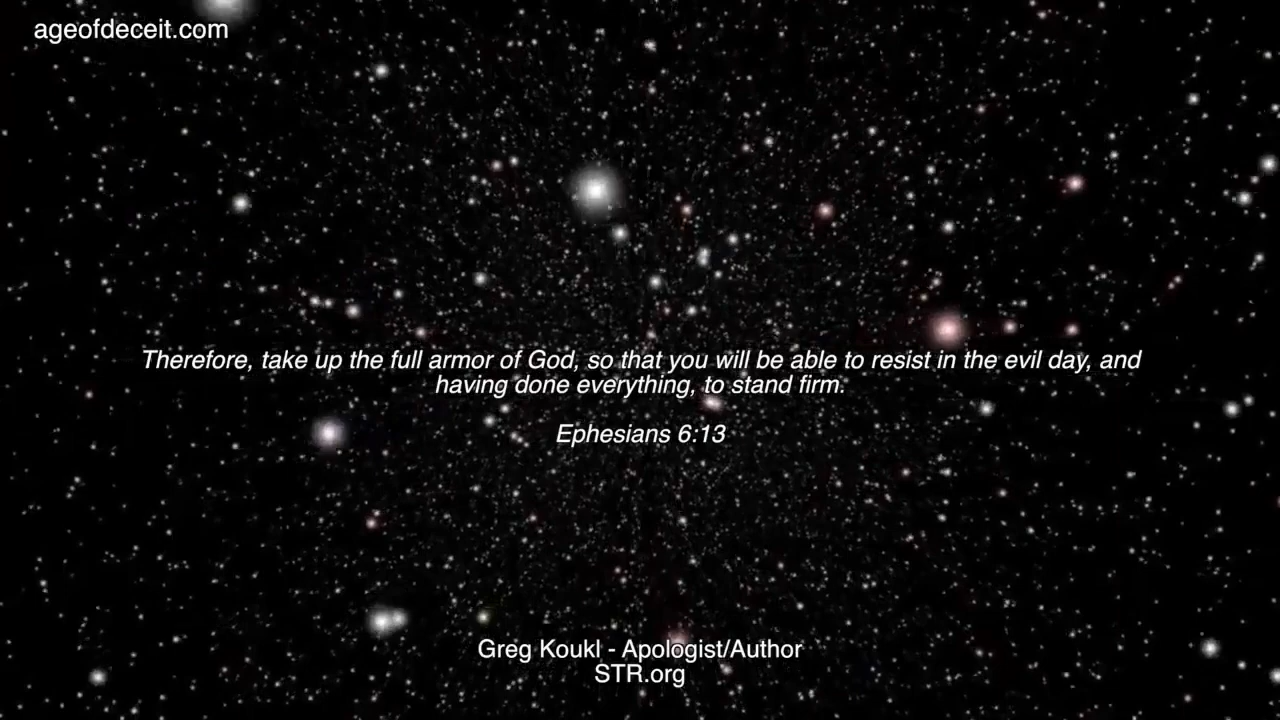 ageofdeceit.com
Therefore, take up the full armor of God, so that you will be able to resist in the evil day, and
having done everything, to stand firm.
Ephesians 6:13
Greg Koukl - Apologist/Author
STR.org